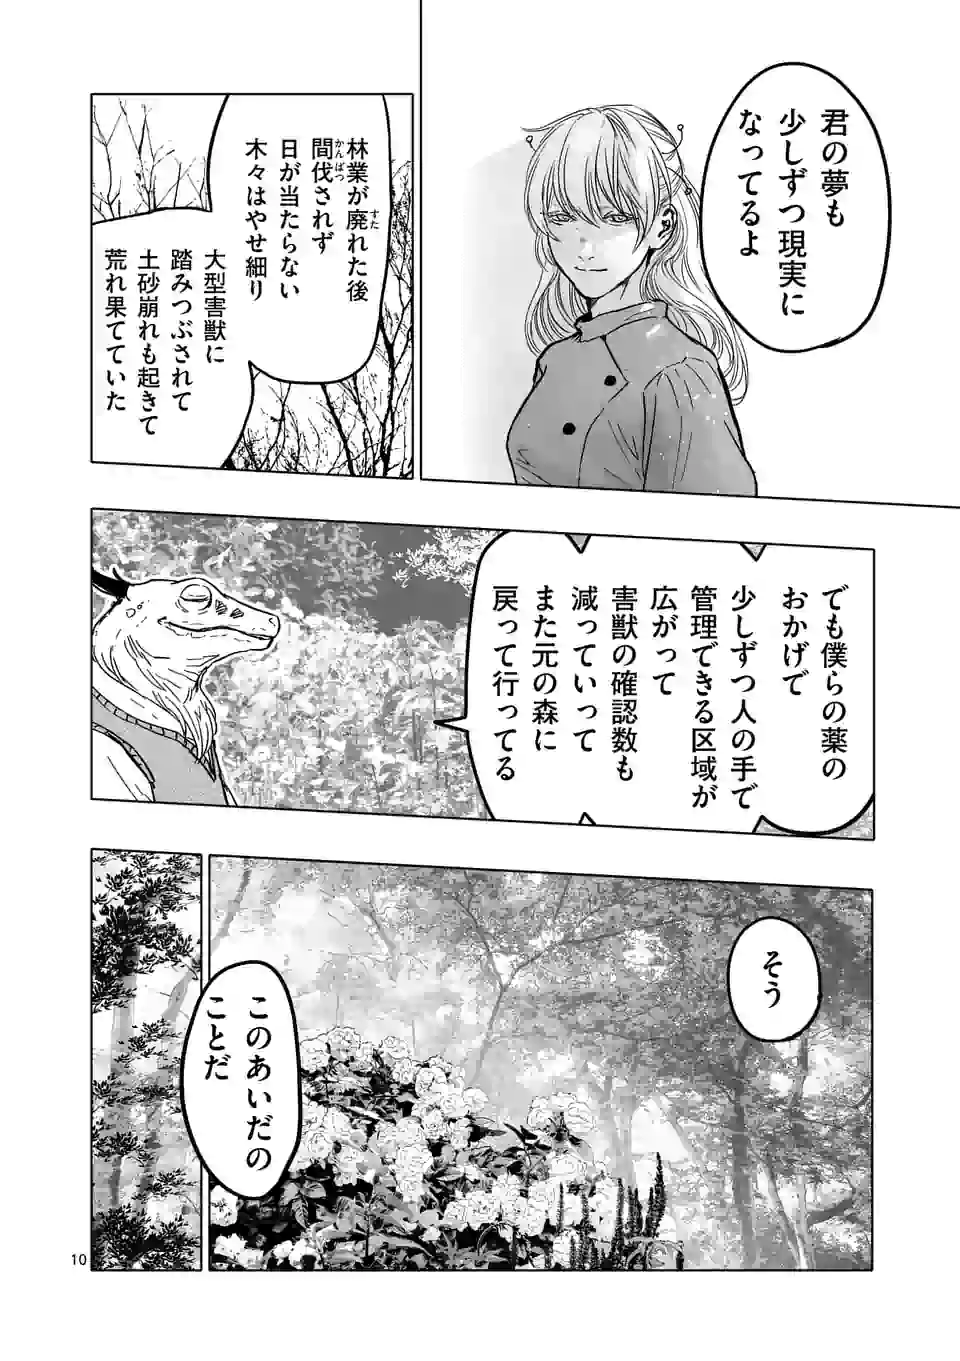 君の夢も
少しずつ現実に
なってるよ
林業が廃れた後
間伐されず
日が当たらない
木々はやせ細り
大型害獣に
踏みつぶされて
土砂崩れも起きて
荒れ果てていた
でも僕らの薬の
おかげで
少しずつ人の手で
管理できる区域が
広がって
害獣の確認数も
減っていって
また元の森に
戻って行ってる
そう
このあいだの
ことだ
10